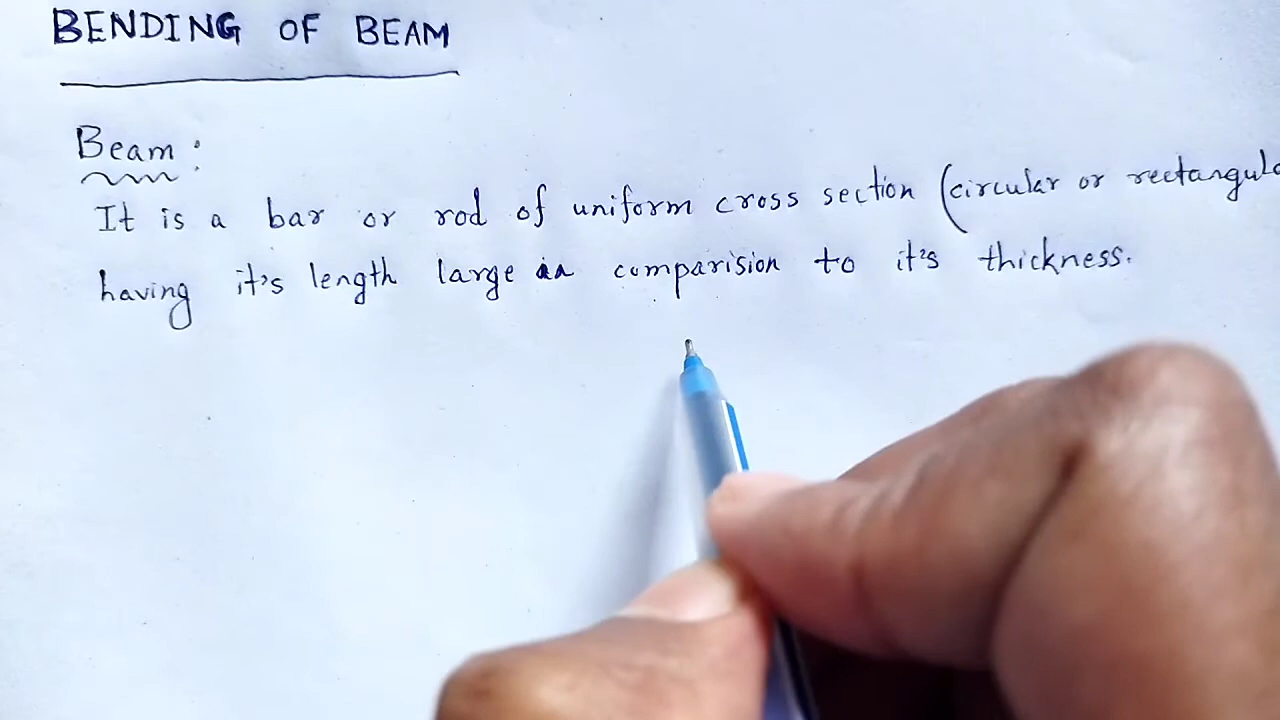 BENDING OF BEAM
Beam:
It is a bar or rod of uniform cross section (circular or rectangula
having it's length large in comparision to it's thickness.